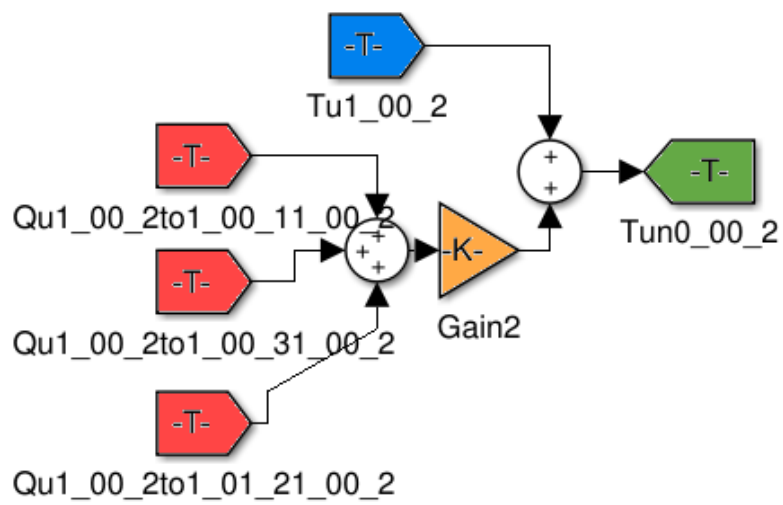 -T-
Tu1_00_2
-T-
+
-T-
Qu1_00_2to1_00_11_00_2
+
+
Tun0_00_2
+
+
-T-
-K-
+
Qu1_00_2to1_00_31_00_2
Gain2
-T-
Qu1_00_2to1_01_21_00_2